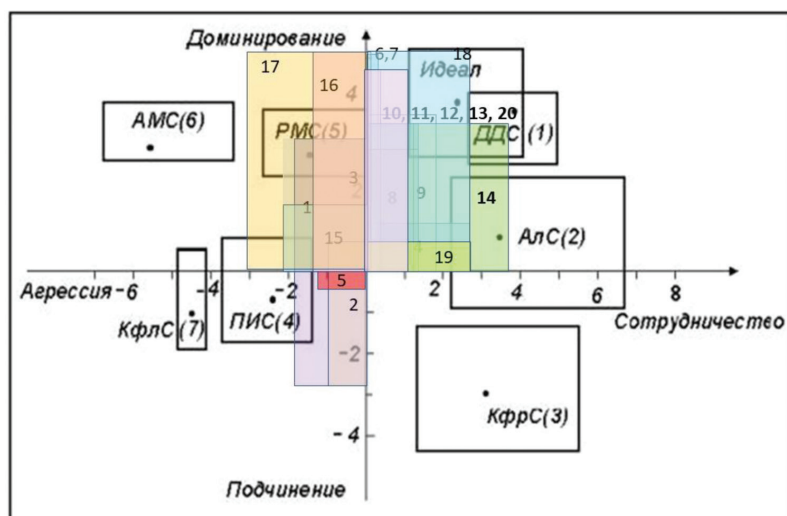 Доминирование
6,7
18
17
Идеал
16
4
10, 11, 12, 13, 20
АМС(6)
РМС(5)
ДДС (1)
3
2
8
9
14
1
15
4
АлС(2)
19
5
Агрессия -6
-4
-2
2
4
6
8
2
КфлС(7)
ПИС(4)
Сотрудничество
-2
КфрС(3)
-4
Подчинение